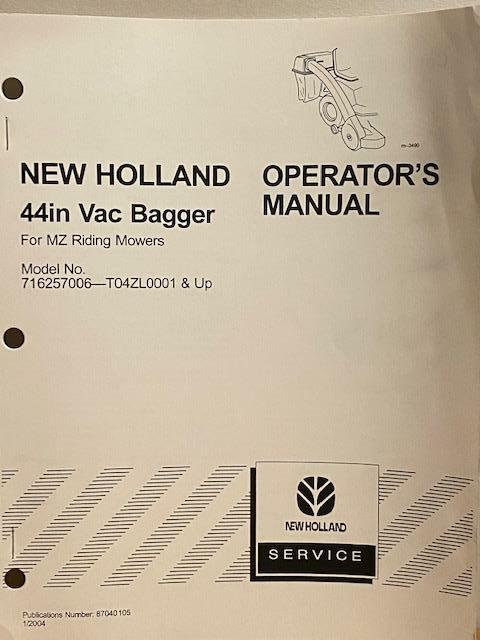 m-3490
NEW HOLLAND
44in Vac Bagger
For MZ Riding Mowers
Model No.
716257006—T04ZL0001 & Up
OPERATOR'S
MANUAL
NEW HOLLAND
SERVICE
Publications Number: 87040105
1/2004